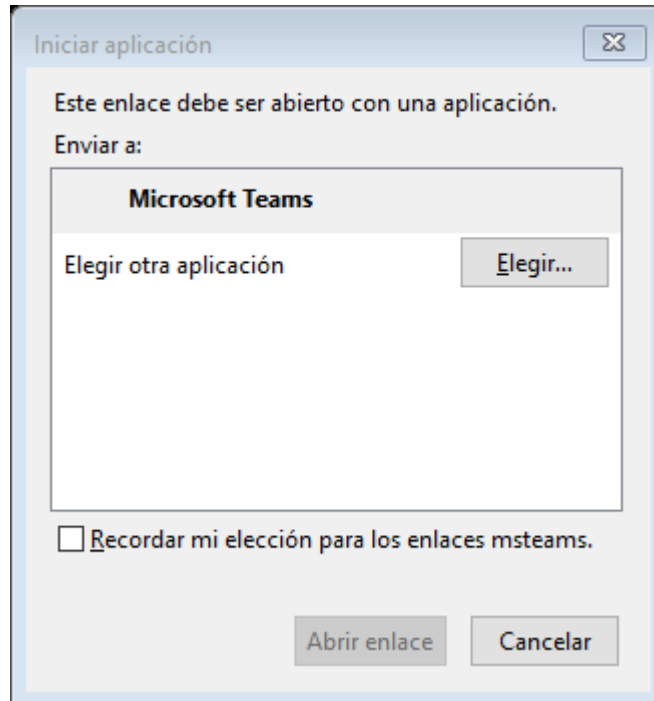 Iniciar aplicación
Este enlace debe ser abierto con una aplicación.
Enviar a:
Microsoft Teams
Elegir otra aplicación
Elegir...
Recordar mi elección para los enlaces msteams.
Abrir enlace
Cancelar